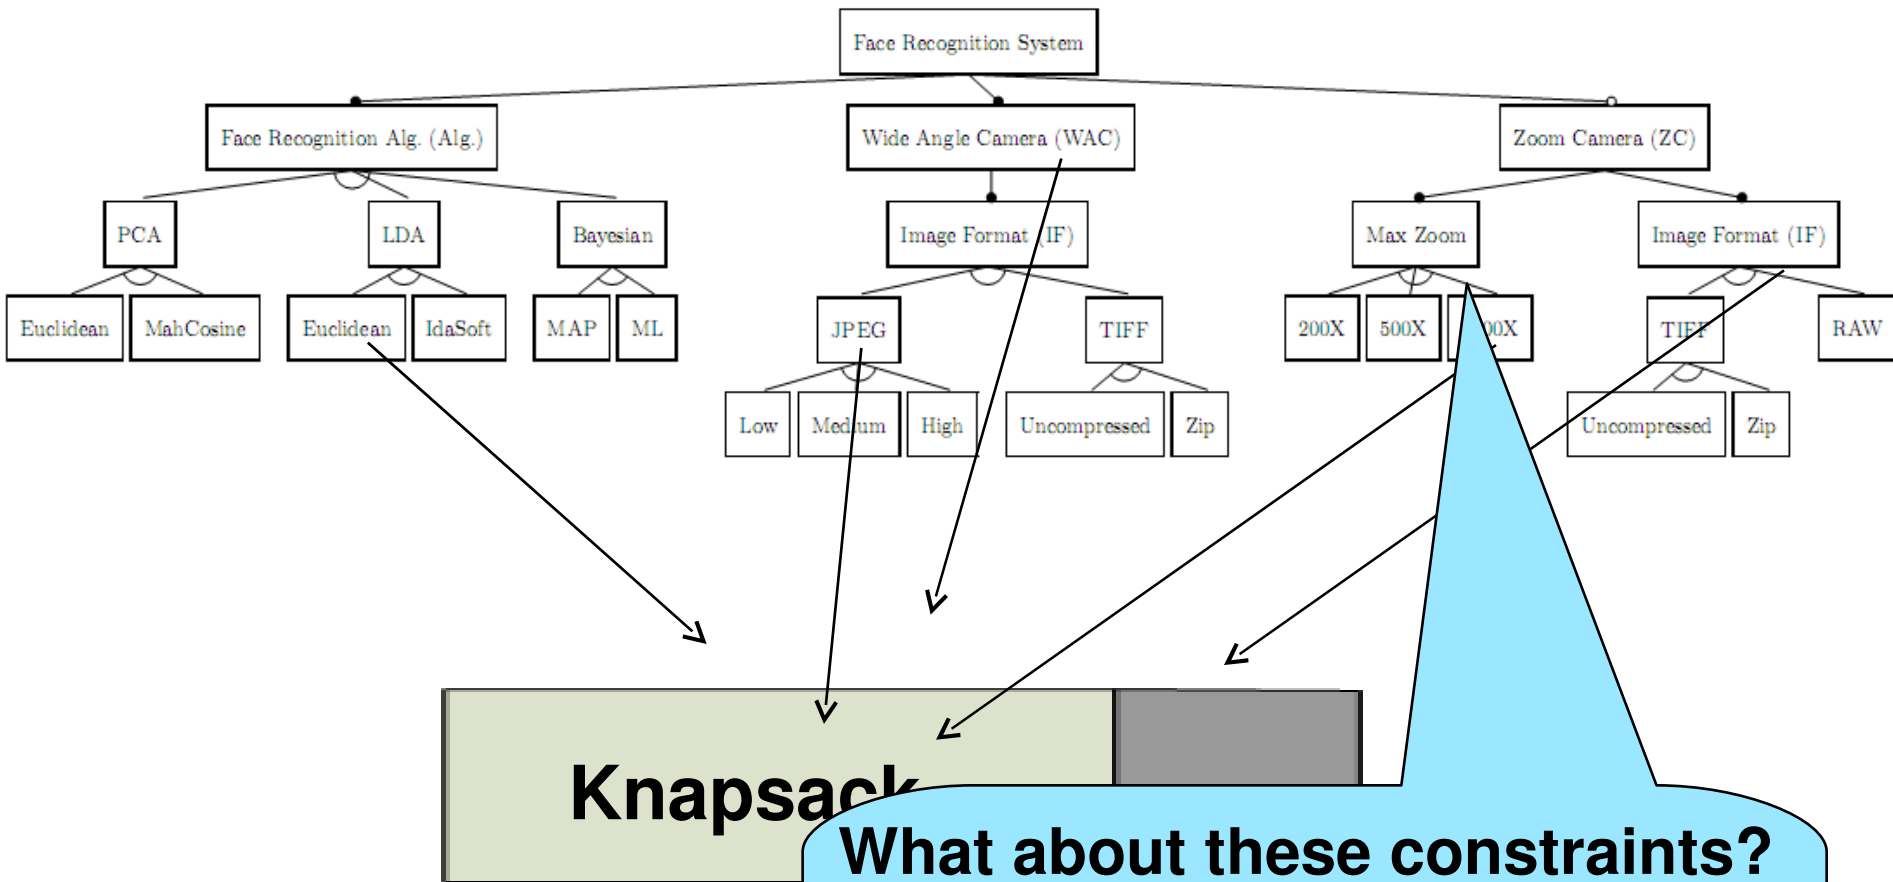 Face Recognition System
Face Recognition Alg. (Alg.)
Wide Angle Camera (WAC)
Zoom Camera (ZC)
PCA
LDA
Bayesian
Image Format (IF)
Max Zoom
Image Format (IF)
Euclidean
MahCosine
Euclidean
IdaSoft
MAP
ML
JPEG
TIFF
200X
500X
TIFF
RAW
Low
Medium
High
Uncompressed
Zip
Uncompressed
Zip
Knapsack
What about these constraints?